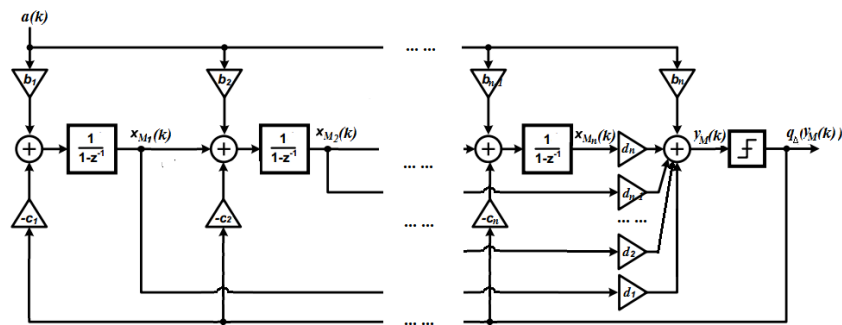 a(k)
... ...
b1 b2 bn-1 bn
1 xM1(k) 1 xM2(k) 1 xMn(k) dn yM(k) qΔ(yM(k))
+ 1-z⁻¹ + 1-z⁻¹ ... ... + 1-z⁻¹ +
dn-1
-c1 -c2 ... ... -cn ... ...
d2
d1
... ...